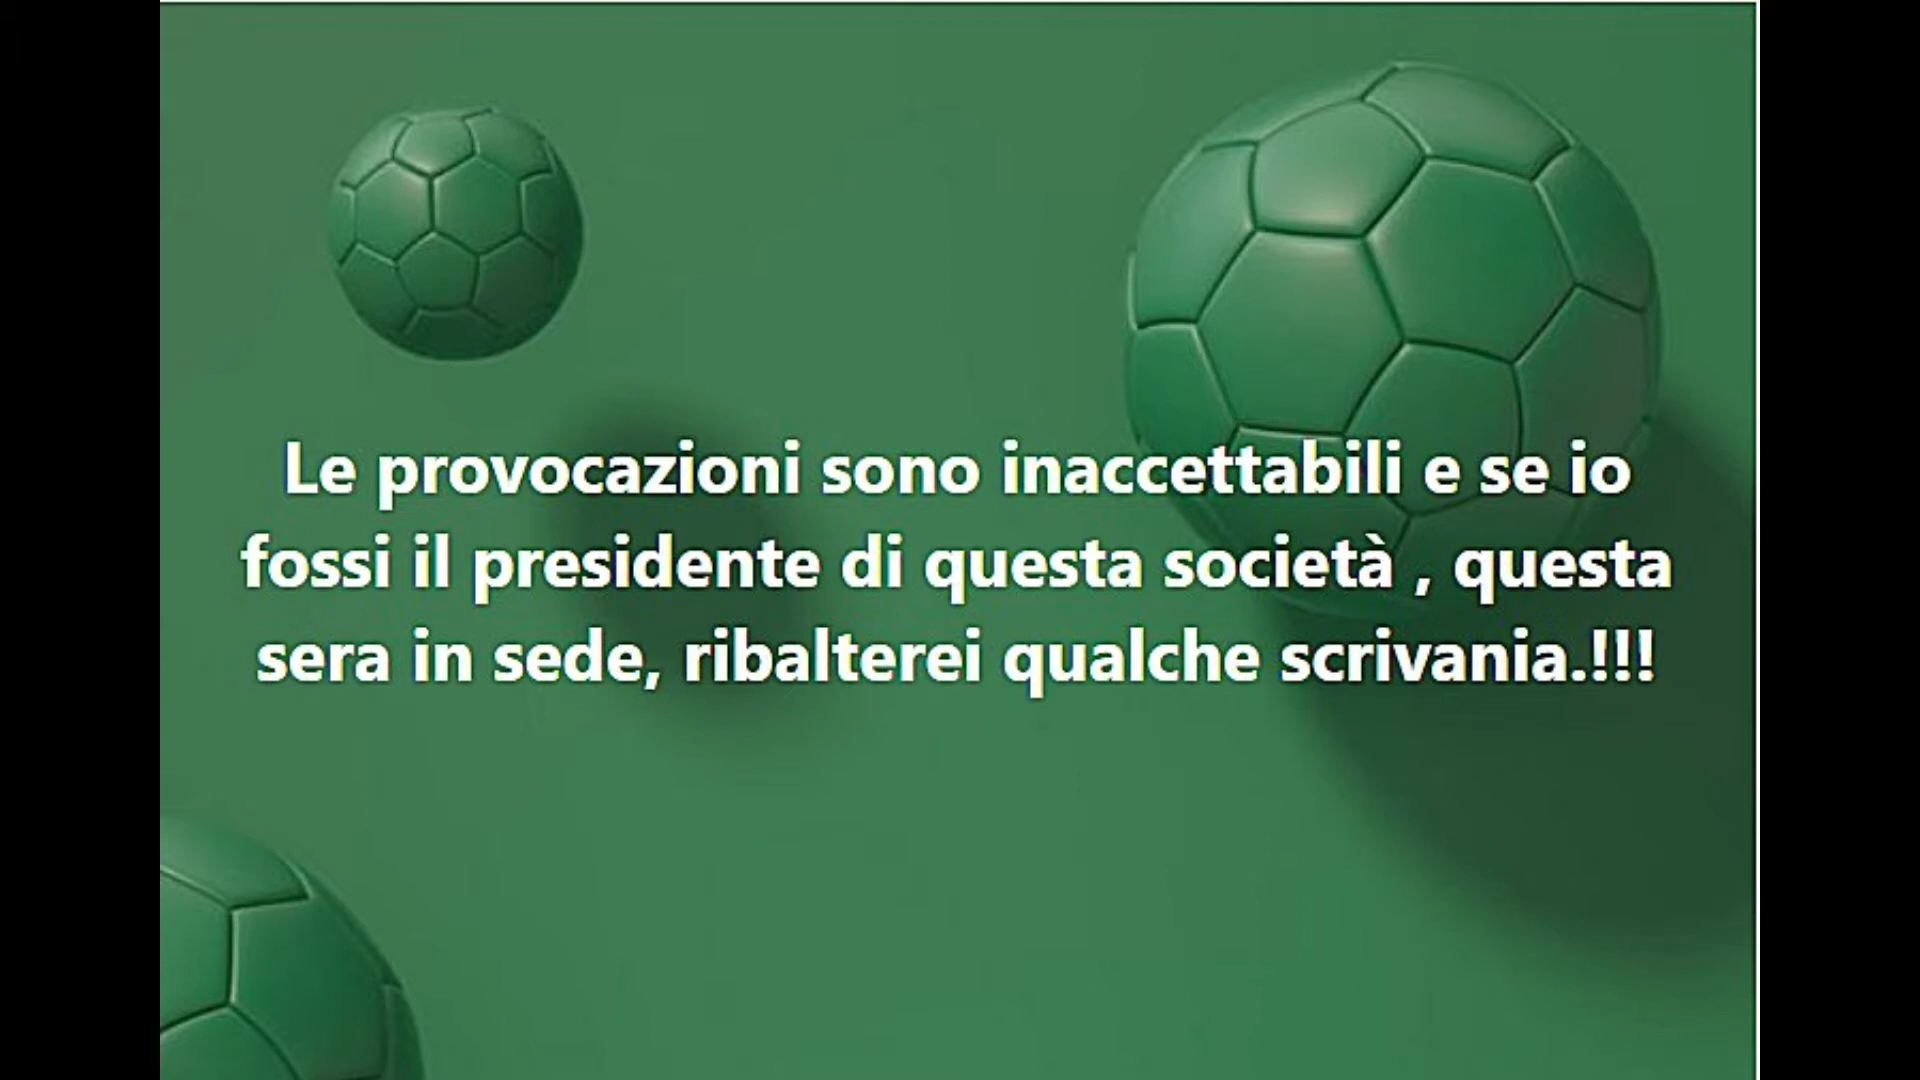 Le provocazioni sono inaccettabili e se io
fossi il presidente di questa società , questa
sera in sede, ribalterei qualche scrivania.!!!